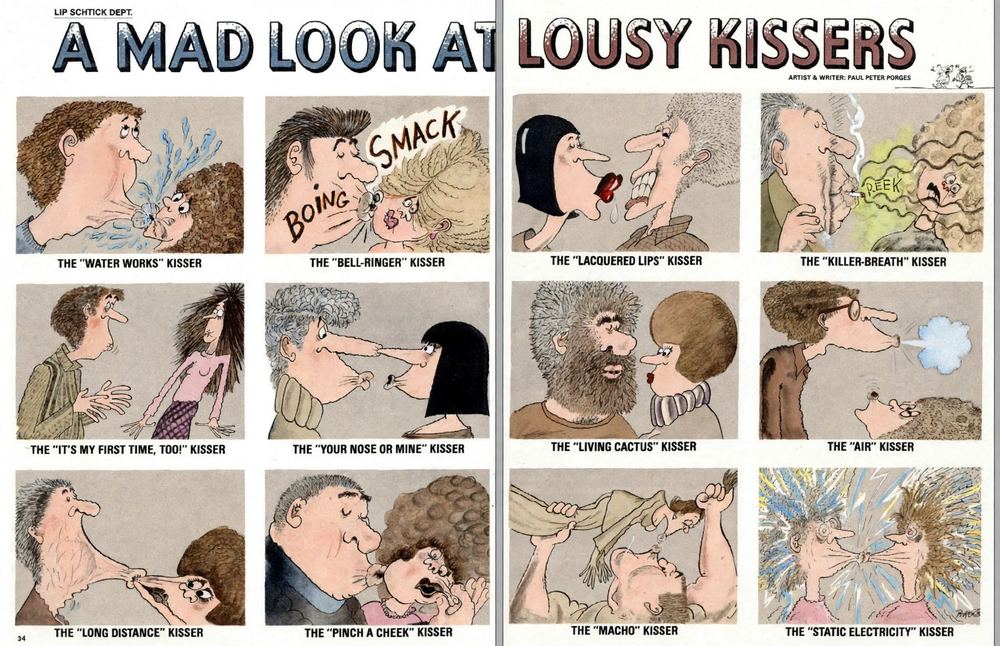 LIP SCHTICK DEPT.
A MAD LOOK AT
LOUSY KISSERS
ARTIST & WRITER: PAUL PETER PORGES
THE "WATER WORKS" KISSER
BOING
SMACK
THE "BELL-RINGER" KISSER
THE "LACQUERED LIPS" KISSER
REEK
THE "KILLER-BREATH" KISSER
THE "IT'S MY FIRST TIME, TOO!" KISSER
THE "YOUR NOSE OR MINE" KISSER
THE "LIVING CACTUS" KISSER
THE "AIR" KISSER
THE "LONG DISTANCE" KISSER
THE "PINCH A CHEEK" KISSER
THE "MACHO" KISSER
PORGES
THE "STATIC ELECTRICITY" KISSER
34